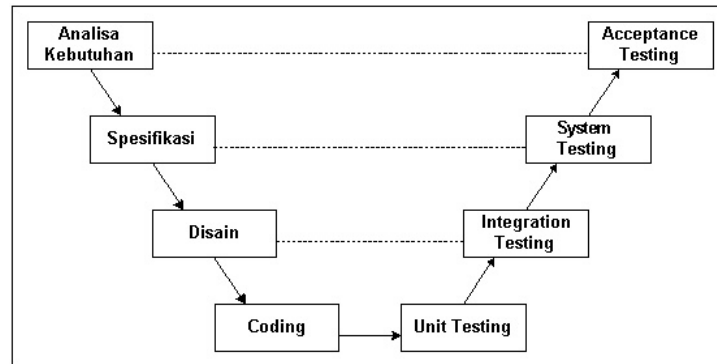 Analisa
Kebutuhan
Acceptance
Testing
Spesifikasi
System
Testing
Disain
Integration
Testing
Coding
Unit Testing